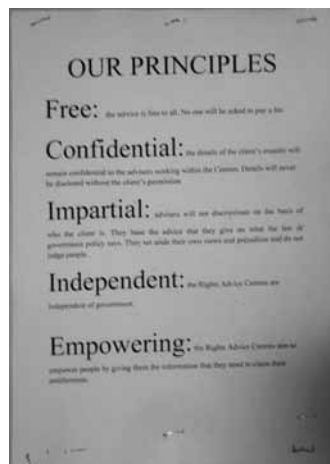 OUR PRINCIPLES
Free: the service is free to all. No one will be asked to pay a fee.
Confidential: the details of the client's enquiry will
remain confidential to the advisers working within the Centres. Details will never
be disclosed without the client's permission
Impartial: advisers will not discriminate on the basis of
who the client is. They base the advice that they give on what the law or
government policy says. They set aside their own views and prejudices and do not
judge people.
Independent: the Rights Advice Centres are
independent of government.
Empowering: the Rights Advice Centres aim to
empower people by giving them the information that they need to claim their
entitlements.